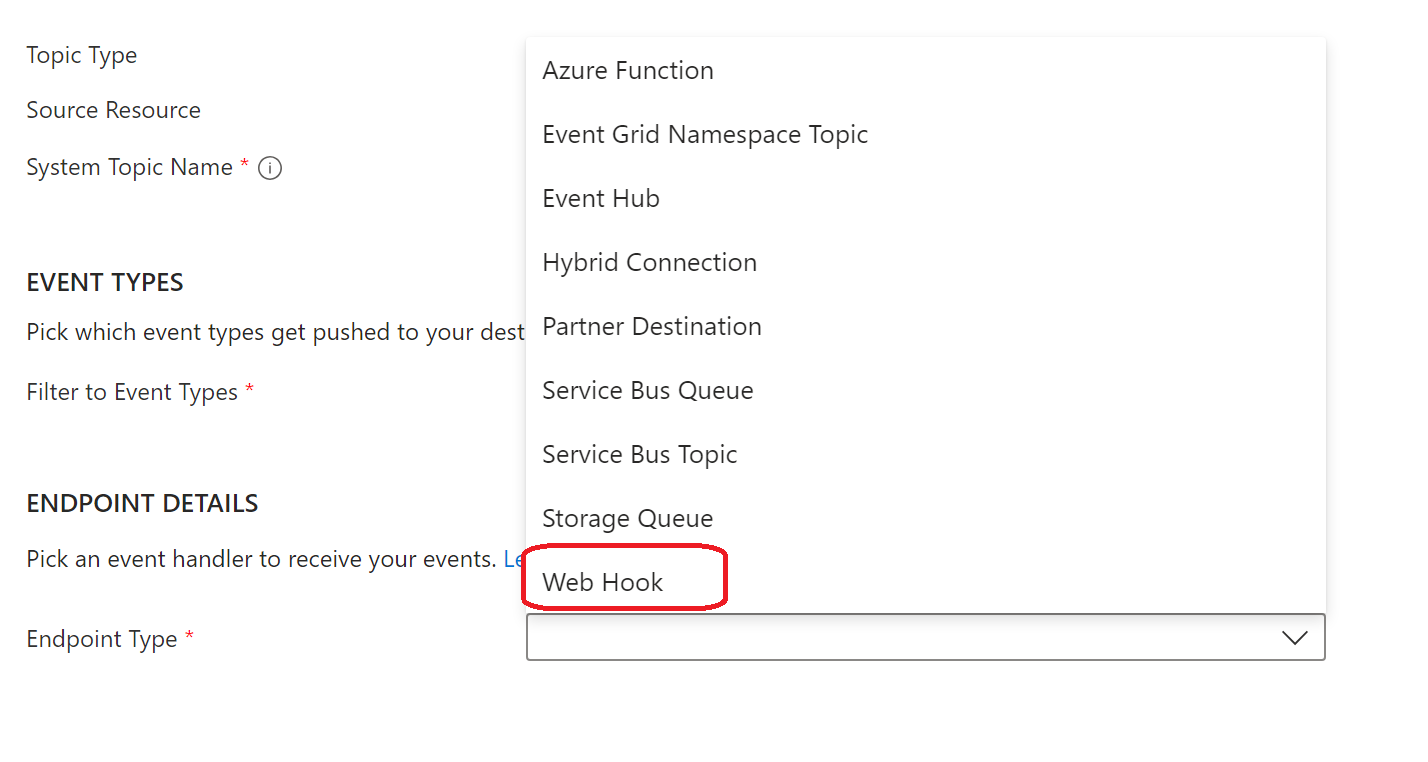 Topic Type
Source Resource
System Topic Name *
EVENT TYPES
Pick which event types get pushed to your dest
Filter to Event Types *
ENDPOINT DETAILS
Pick an event handler to receive your events. Le
Endpoint Type *
Azure Function
Event Grid Namespace Topic
Event Hub
Hybrid Connection
Partner Destination
Service Bus Queue
Service Bus Topic
Storage Queue
Web Hook